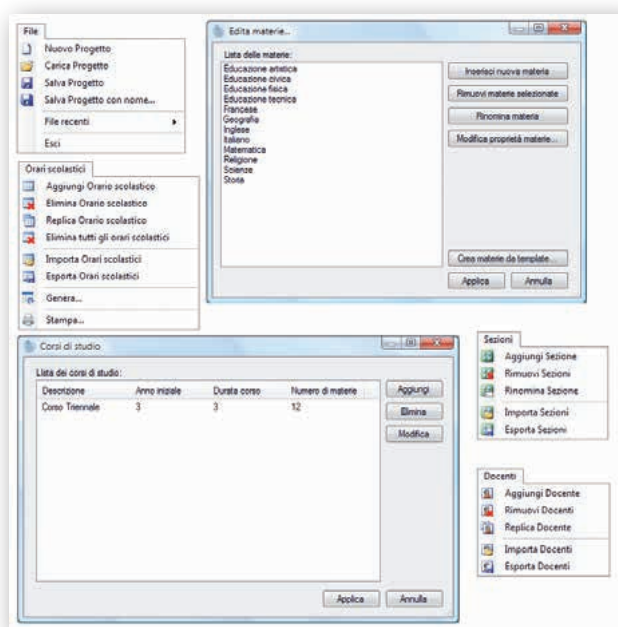 File
Nuovo Progetto
Carica Progetto
Salva Progetto
Salva Progetto con nome...
File recenti
Esci
Orari scolastici
Aggiungi Orario scolastico
Elimina Orario scolastico
Replica Orario scolastico
Elimina tutti gli orari scolastici
Importa Orari scolastici
Esporta Orari scolastici
Genera...
Stampa...
Edita materie...
Lista delle materie:
Educazione artistica
Educazione civica
Educazione fisica
Educazione tecnica
Francese
Geografia
Inglese
Italiano
Matematica
Religione
Scienze
Storia
Inserisci nuova materia
Rimuovi materie selezionate
Rinomina materia
Modifica proprietà materie...
Crea materie da template...
Applica Annulla
Corsi di studio
Lista dei corsi di studio:
Descrizione Anno iniziale Durata corso Numero di materie
Corso Triennale 3 3 12
Aggiungi
Elimina
Modifica
Applica Annulla
Sezioni
Aggiungi Sezione
Rimuovi Sezioni
Rinomina Sezione
Importa Sezioni
Esporta Sezioni
Docenti
Aggiungi Docente
Rimuovi Docenti
Replica Docente
Importa Docenti
Esporta Docenti